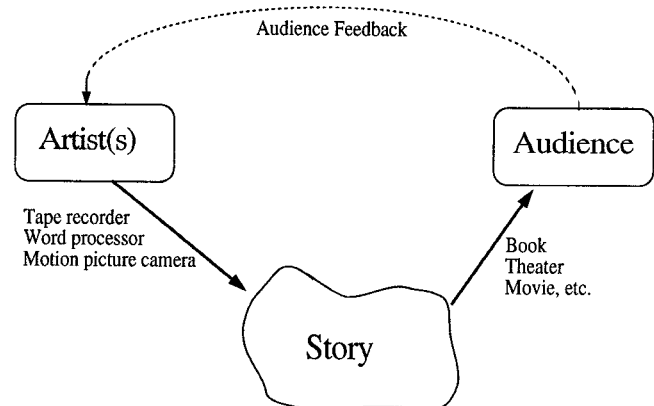 Audience Feedback
Artist(s)
Audience
Tape recorder
Word processor
Motion picture camera
Book
Theater
Movie, etc.
Story